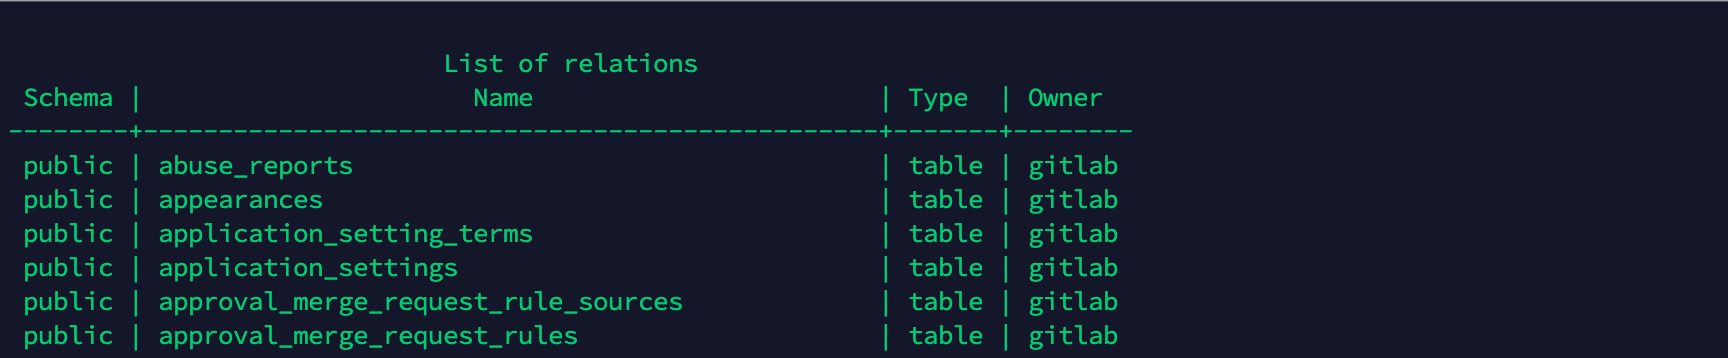 List of relations
 Schema |                      Name                       | Type  | Owner
--------+-------------------------------------------------+-------+--------
 public | abuse_reports                                   | table | gitlab
 public | appearances                                     | table | gitlab
 public | application_setting_terms                       | table | gitlab
 public | application_settings                            | table | gitlab
 public | approval_merge_request_rule_sources             | table | gitlab
 public | approval_merge_request_rules                    | table | gitlab